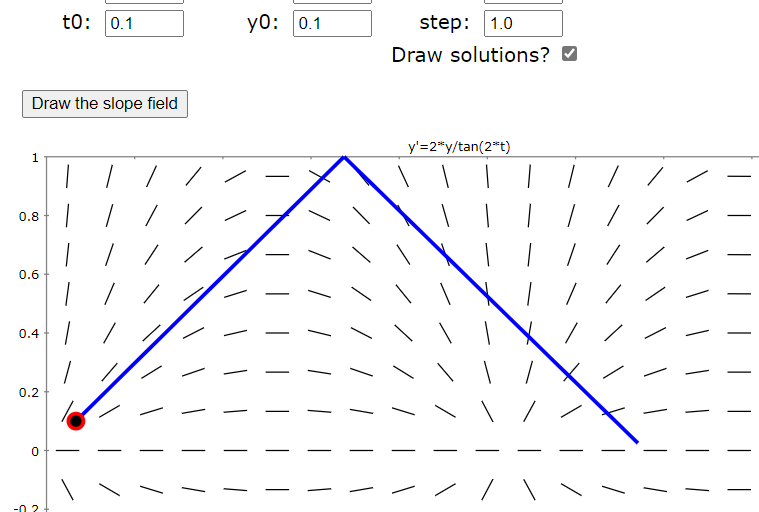 t0: 0.1 y0: 0.1 step: 1.0
Draw solutions?
Draw the slope field
y'=2*y/tan(2*t)
1
0.8
0.6
0.4
0.2
0
-0.2